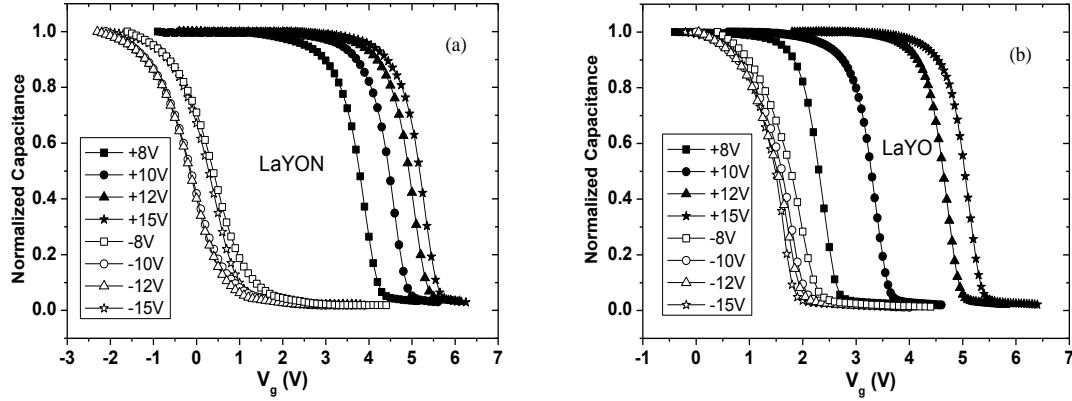 (a)
Normalized Capacitance
1.0
0.8
0.6
0.4
0.2
0.0
LaYON
+8V
+10V
+12V
+15V
-8V
-10V
-12V
-15V
-3 -2 -1 0 1 2 3 4 5 6 7
Vg (V)
(b)
Normalized Capacitance
1.0
0.8
0.6
0.4
0.2
0.0
LaYO
+8V
+10V
+12V
+15V
-8V
-10V
-12V
-15V
-1 0 1 2 3 4 5 6 7
Vg (V)